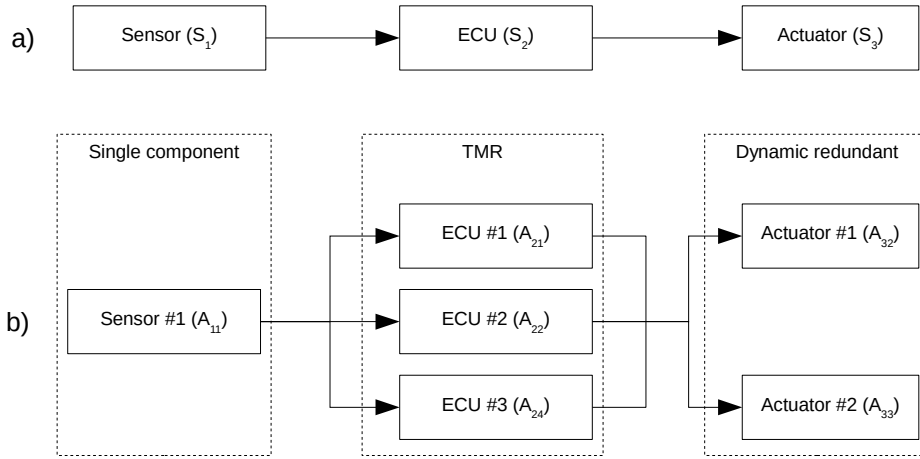 a)
Sensor (S₁)
ECU (S₂)
Actuator (S₃)
b)
Single component
TMR
Dynamic redundant
Sensor #1 (A₁₁)
ECU #1 (A₂₁)
ECU #2 (A₂₂)
ECU #3 (A₂₄)
Actuator #1 (A₃₂)
Actuator #2 (A₃₃)